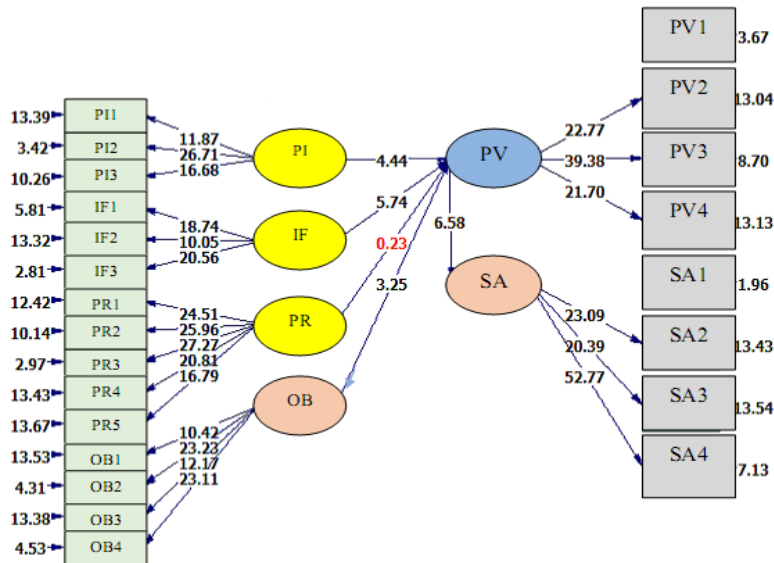 PV1
3.67
PV2
13.04
22.77
13.39
PI1
11.87
PI
4.44
PV
39.38
PV3
8.70
3.42
PI2
26.71
10.26
PI3
16.68
21.70
PV4
13.13
5.81
IF1
18.74
IF
5.74
6.58
13.32
IF2
10.05
0.23
2.81
IF3
20.56
3.25
SA
SA1
1.96
12.42
PR1
24.51
PR
23.09
SA2
13.43
10.14
PR2
25.96
20.39
2.97
PR3
27.27
52.77
13.43
PR4
20.81
OB
SA3
13.54
13.67
PR5
16.79
13.53
OB1
10.42
SA4
7.13
4.31
OB2
23.23
13.38
OB3
12.17
4.53
OB4
23.11